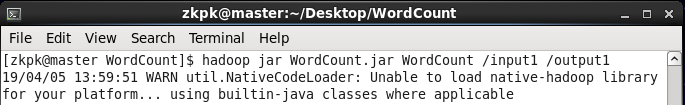 zkpk@master:~/Desktop/WordCount
File Edit View Search Terminal Help
[zkpk@master WordCount]$ hadoop jar WordCount.jar WordCount /input1 /output1
19/04/05 13:59:51 WARN util.NativeCodeLoader: Unable to load native-hadoop library
for your platform... using builtin-java classes where applicable